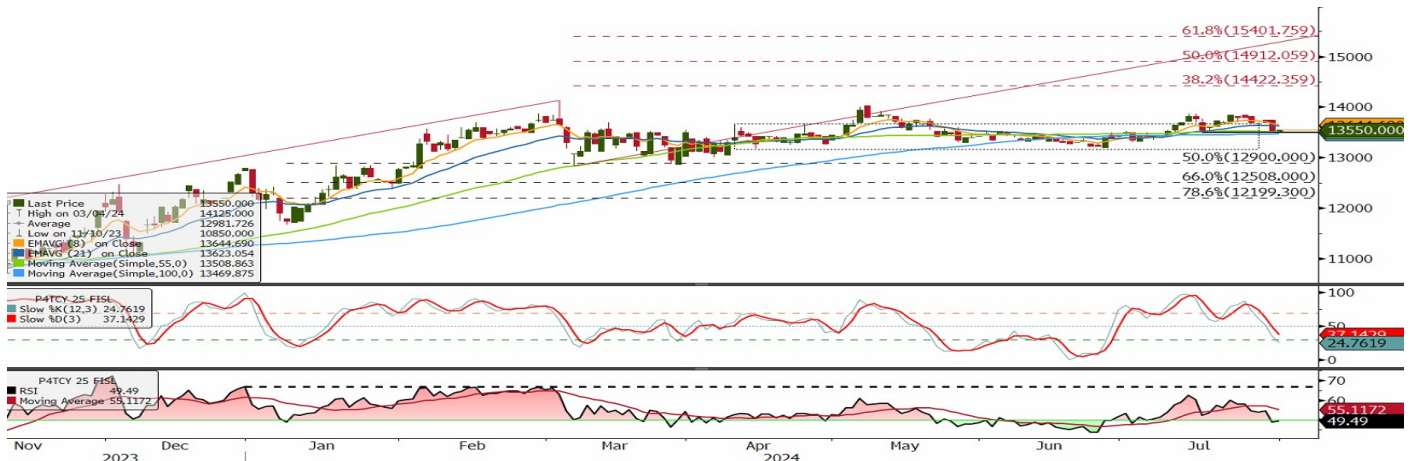 61.8%(15401.759)
15000
50.0%(14912.059)
38.2%(14422.359)
14000
13550.000
13000
50.0%(12900.000)
66.0%(12508.000)
78.6%(12199.300)
12000
11000
Last Price 13550.000
High on 03/04/24 14125.000
Average 12981.726
Low on 11/10/23 10850.000
EMAVG (8) on Close 13644.690
EMAVG (21) on Close 13623.054
Moving Average(Simple,55,0) 13508.863
Moving Average(Simple,100,0) 13469.875
P4TCY 25 FISL
Slow %K(12,3) 24.7619
Slow %D(3) 37.1429
100
50
37.1429
24.7619
0
P4TCY 25 FISL
RSI 49.49
Moving Average 55.1172
70
60
55.1172
49.49
Nov Dec Jan Feb Mar Apr May Jun Jul
2023 2024